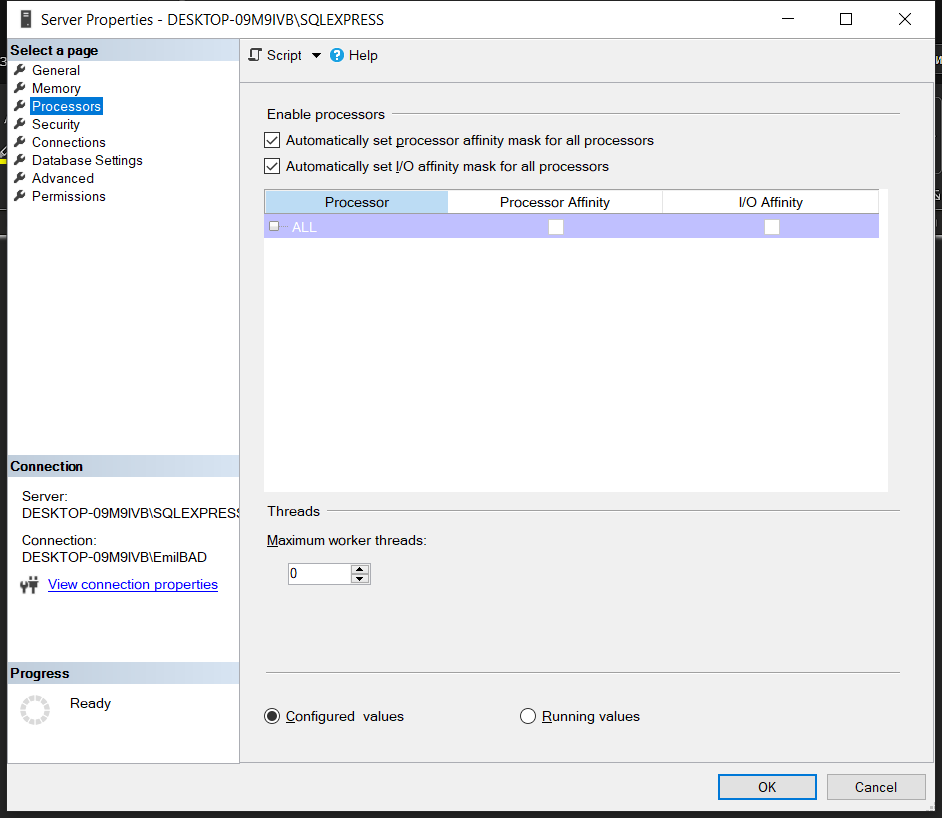 Server Properties - DESKTOP-09M9IVB\SQLEXPRESS
Select a page
General
Memory
Processors
Security
Connections
Database Settings
Advanced
Permissions
Script
Help
Enable processors
Automatically set processor affinity mask for all processors
Automatically set I/O affinity mask for all processors
Processor Processor Affinity I/O Affinity
ALL
Threads
Maximum worker threads:
0
Configured values Running values
Connection
Server:
DESKTOP-09M9IVB\SQLEXPRESS
Connection:
DESKTOP-09M9IVB\EmilBAD
View connection properties
Progress
Ready
OK Cancel